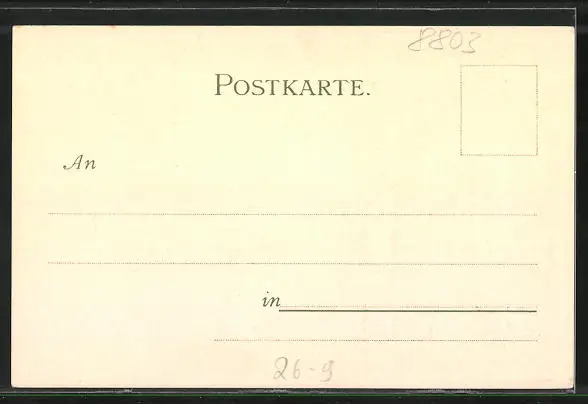 8803
POSTKARTE.
An
in
26-9